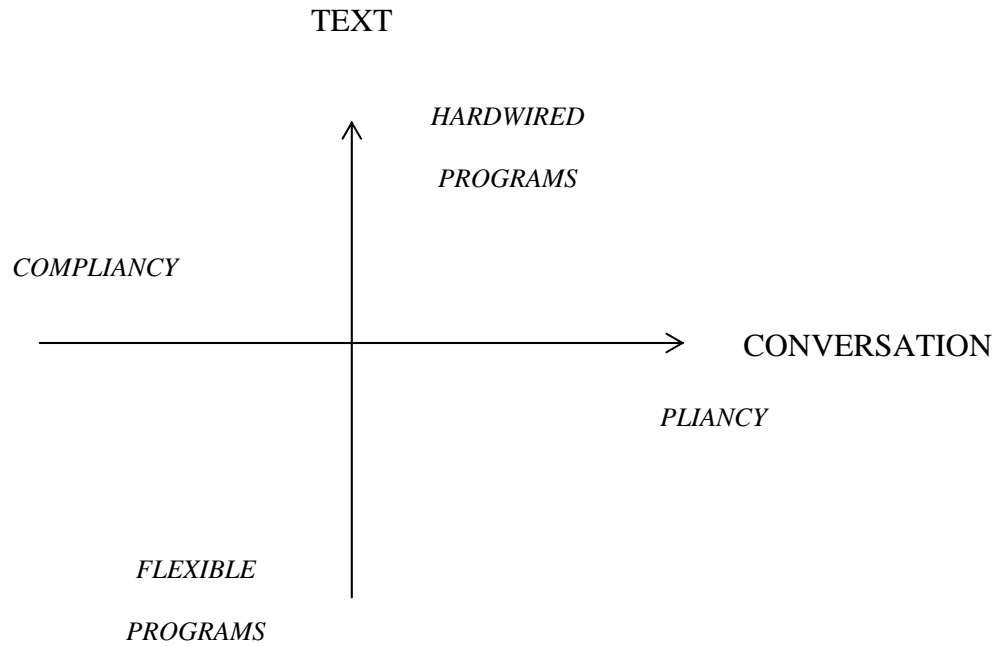 TEXT
HARDWIRED
PROGRAMS
COMPLIANCY
CONVERSATION
PLIANCY
FLEXIBLE
PROGRAMS